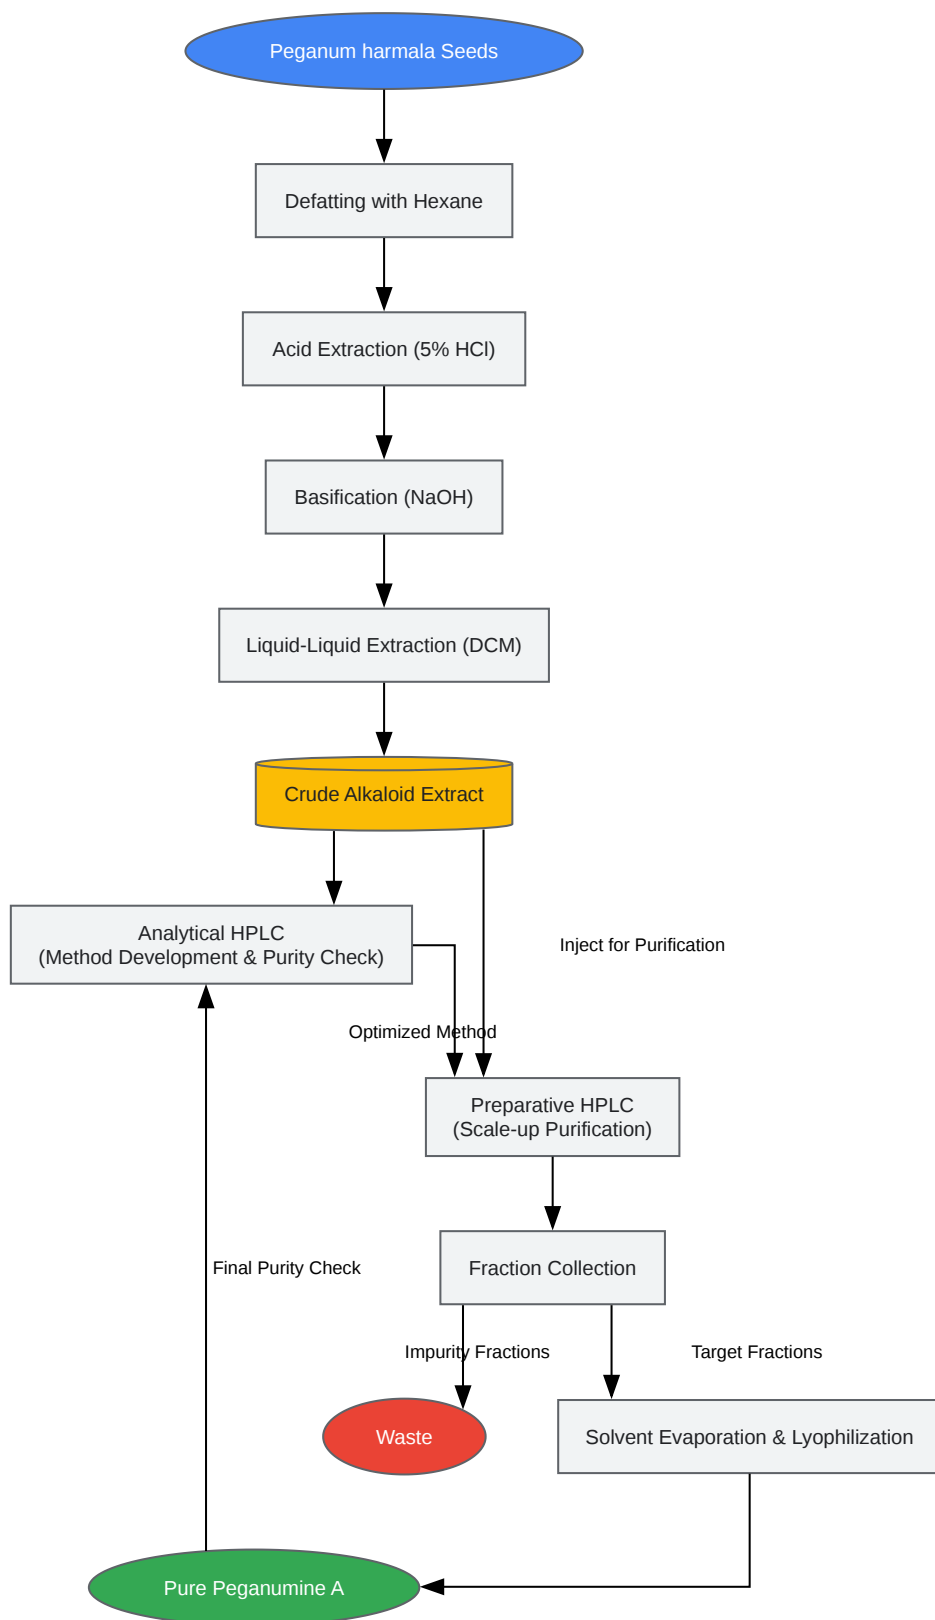 Peganum harmala Seeds
Defatting with Hexane
Acid Extraction (5% HCl)
Basification (NaOH)
Liquid-Liquid Extraction (DCM)
Crude Alkaloid Extract
Analytical HPLC
(Method Development & Purity Check)
Inject for Purification
Optimized Method
Preparative HPLC
(Scale-up Purification)
Final Purity Check
Fraction Collection
Impurity Fractions
Target Fractions
Waste
Solvent Evaporation & Lyophilization
Pure Peganumine A